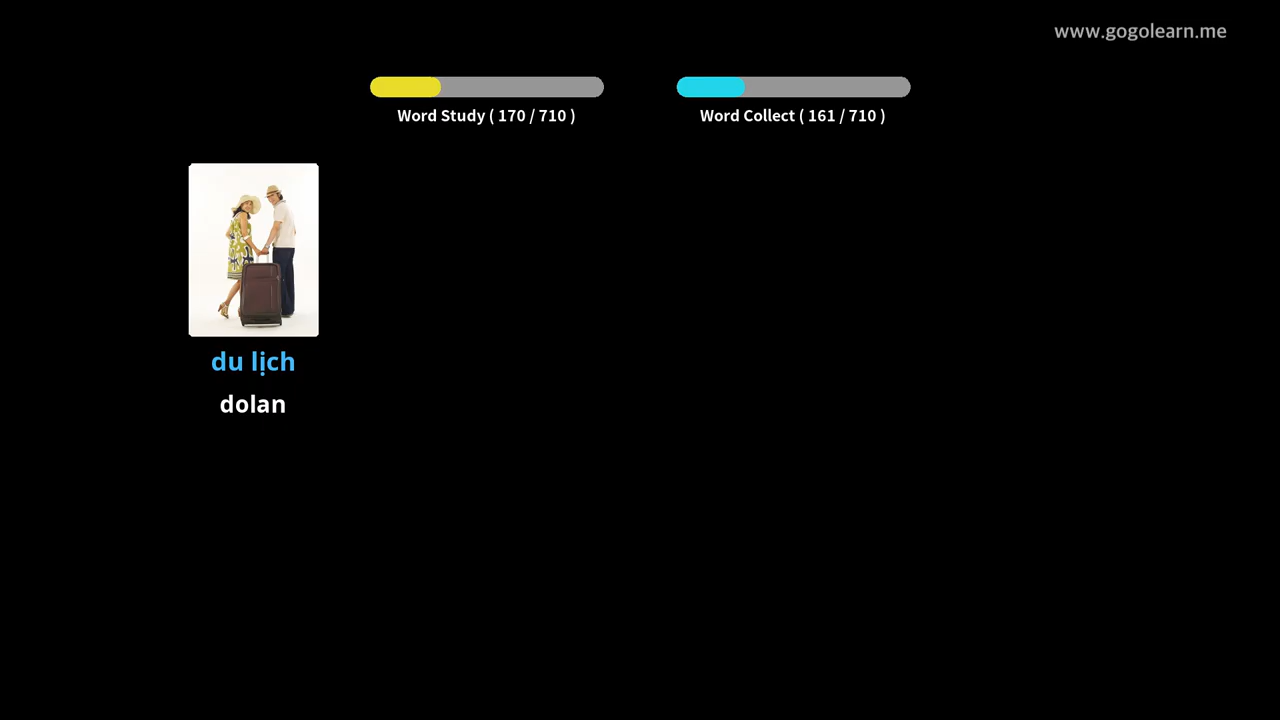 www.gogolearn.me
Word Study ( 170 / 710 )
Word Collect ( 161 / 710 )
du lịch
dolan